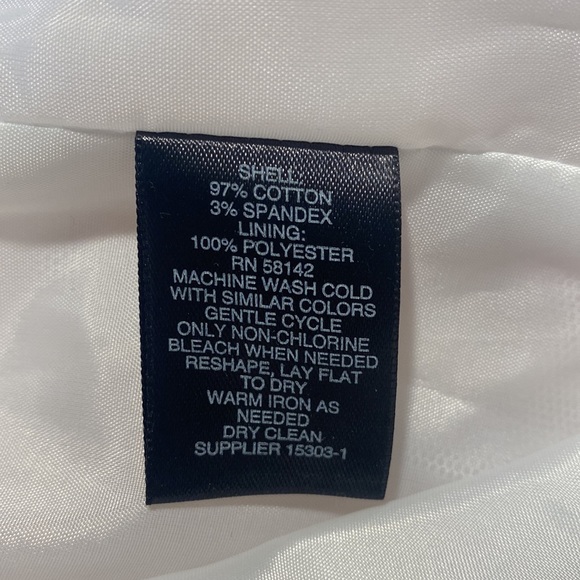 SHELL:
97% COTTON
3% SPANDEX
LINING:
100% POLYESTER
RN 58142
MACHINE WASH COLD
WITH SIMILAR COLORS
GENTLE CYCLE
ONLY NON-CHLORINE
BLEACH WHEN NEEDED
RESHAPE, LAY FLAT
TO DRY
WARM IRON AS
NEEDED
DRY CLEAN
SUPPLIER 15303-1